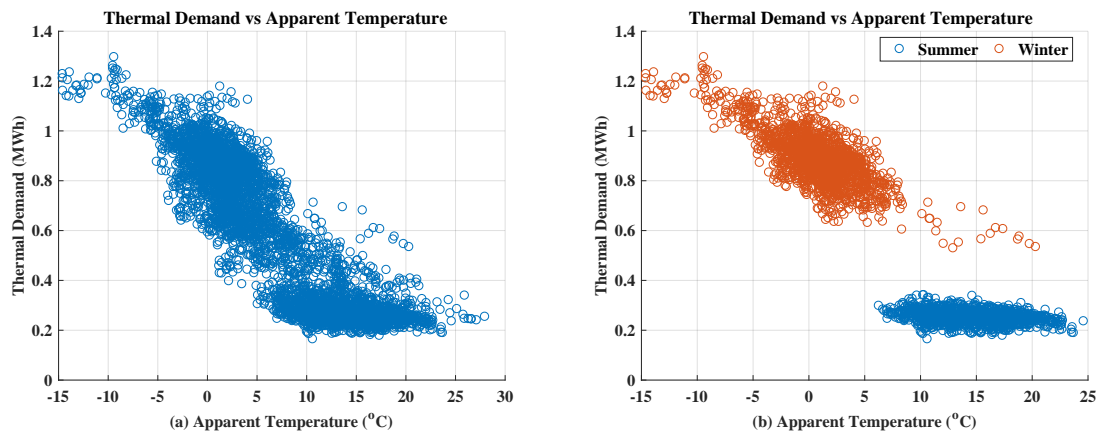 Thermal Demand vs Apparent Temperature
1.4
1.2
1
0.8
0.6
0.4
0.2
0
Thermal Demand (MWh)
-15 -10 -5 0 5 10 15 20 25 30
(a) Apparent Temperature (°C)
Thermal Demand vs Apparent Temperature
Summer Winter
1.4
1.2
1
0.8
0.6
0.4
0.2
0
Thermal Demand (MWh)
-15 -10 -5 0 5 10 15 20 25
(b) Apparent Temperature (°C)